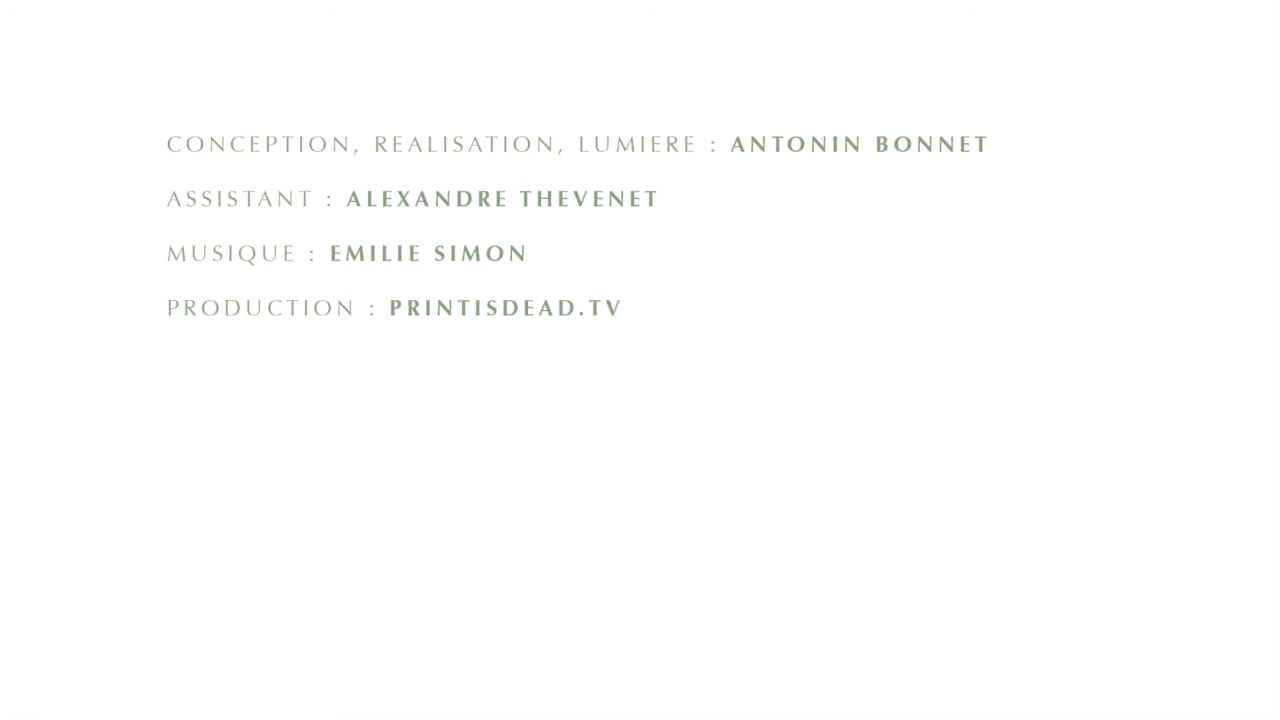 CONCEPTION, REALISATION, LUMIERE : ANTONIN BONNET
ASSISTANT : ALEXANDRE THEVENET
MUSIQUE : EMILIE SIMON
PRODUCTION : PRINTISDEAD.TV